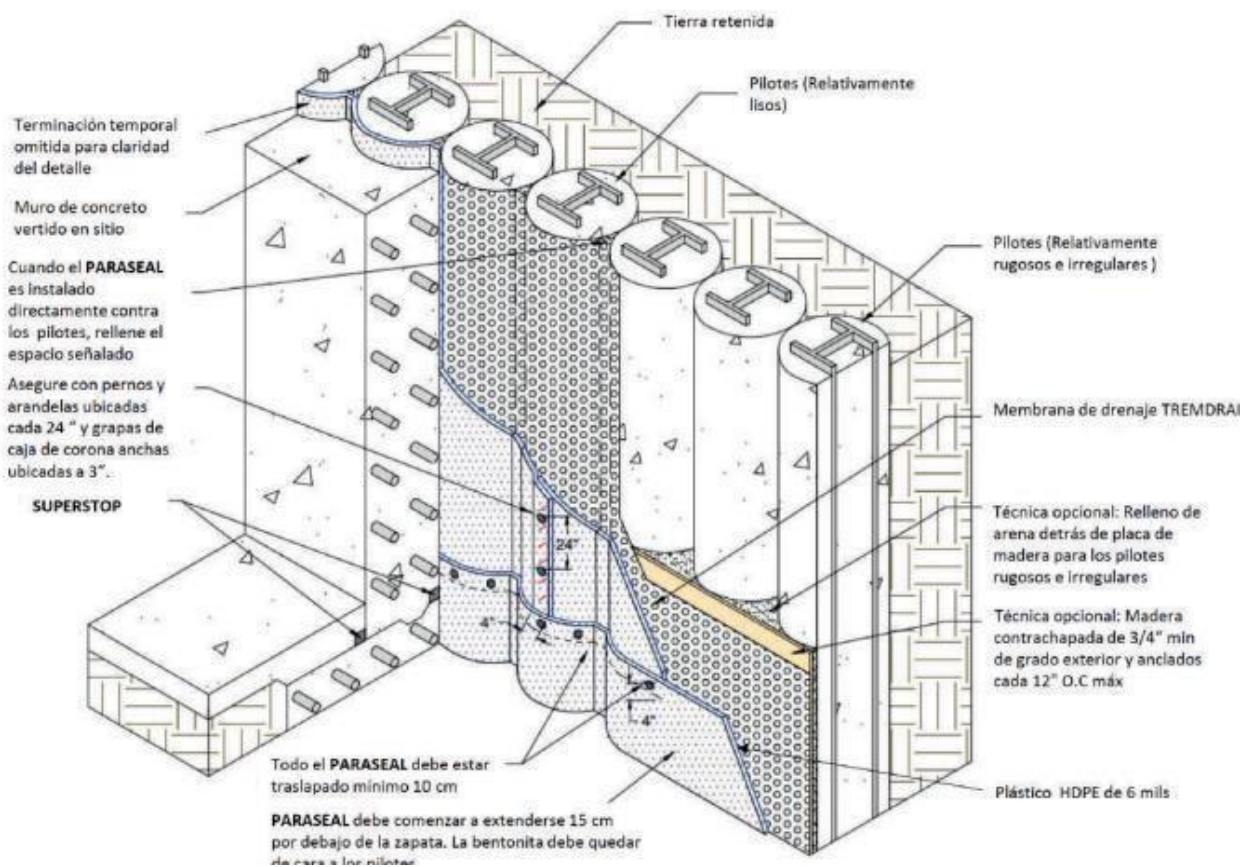 Tierra retenida
Pilotes (Relativamente
lisos)
Terminación temporal
omitida para claridad
del detalle
Muro de concreto
vertido en sitio
Cuando el PARASEAL
es instalado
directamente contra
los pilotes, rellene el
espacio señalado
Asegure con pernos y
arandelas ubicadas
cada 24 " y grapas de
caja de corona anchas
ubicadas a 3".
SUPERSTOP
Pilotes (Relativamente
rugosos e irregulares )
Membrana de drenaje TREMDRAI
Técnica opcional: Relleno de
arena detrás de placa de
madera para los pilotes
rugosos e irregulares
Técnica opcional: Madera
contrachapada de 3/4" min
de grado exterior y anclados
cada 12" O.C máx
Plástico HDPE de 6 mils
24"
4"
4"
Todo el PARASEAL debe estar
traslapado mínimo 10 cm
PARASEAL debe comenzar a extenderse 15 cm
por debajo de la zapata. La bentonita debe quedar
de cara a los pilotes